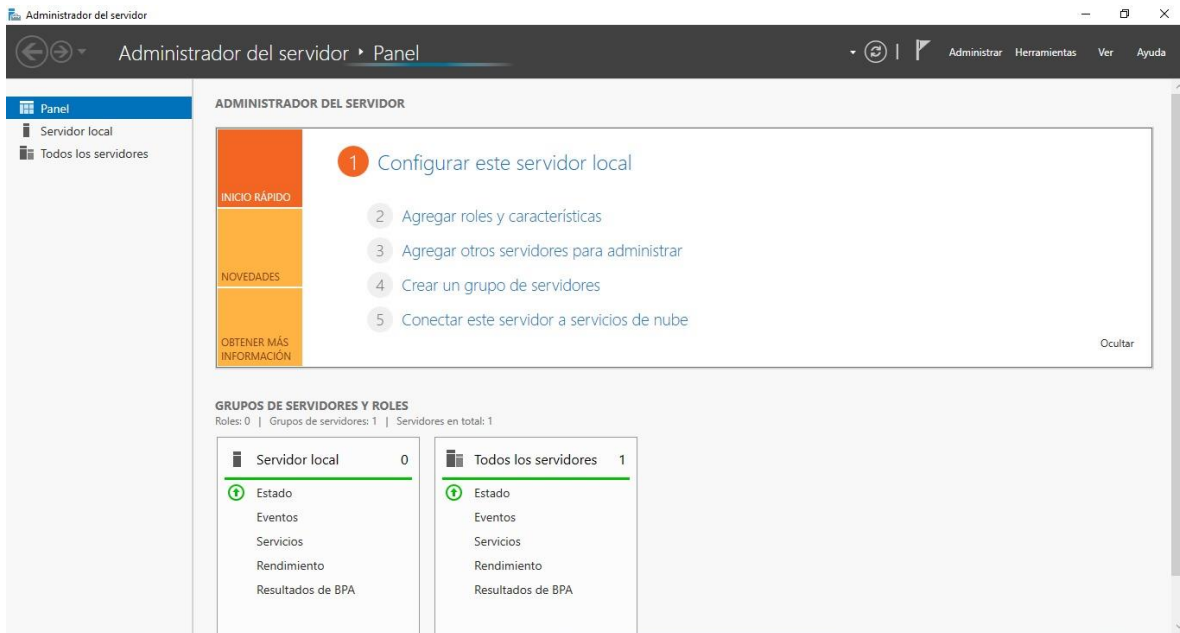 Administrador del servidor
Administrador del servidor ‣ Panel
Administrar Herramientas Ver Ayuda
Panel
Servidor local
Todos los servidores
ADMINISTRADOR DEL SERVIDOR
INICIO RÁPIDO
NOVEDADES
OBTENER MÁS
INFORMACIÓN
1 Configurar este servidor local
2 Agregar roles y características
3 Agregar otros servidores para administrar
4 Crear un grupo de servidores
5 Conectar este servidor a servicios de nube
Ocultar
GRUPOS DE SERVIDORES Y ROLES
Roles: 0 | Grupos de servidores: 1 | Servidores en total: 1
Servidor local 0
Estado
Eventos
Servicios
Rendimiento
Resultados de BPA
Todos los servidores 1
Estado
Eventos
Servicios
Rendimiento
Resultados de BPA